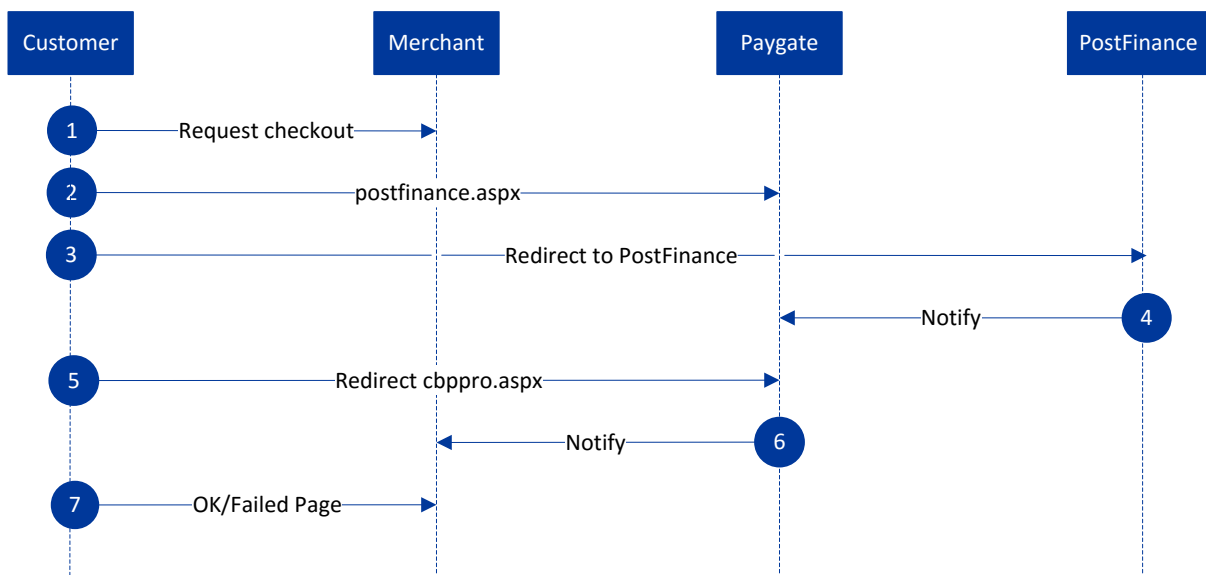 Customer
Merchant
Paygate
PostFinance
1
Request checkout
2
postfinance.aspx
3
Redirect to PostFinance
Notify
4
5
Redirect cbppro.aspx
Notify
6
7
OK/Failed Page